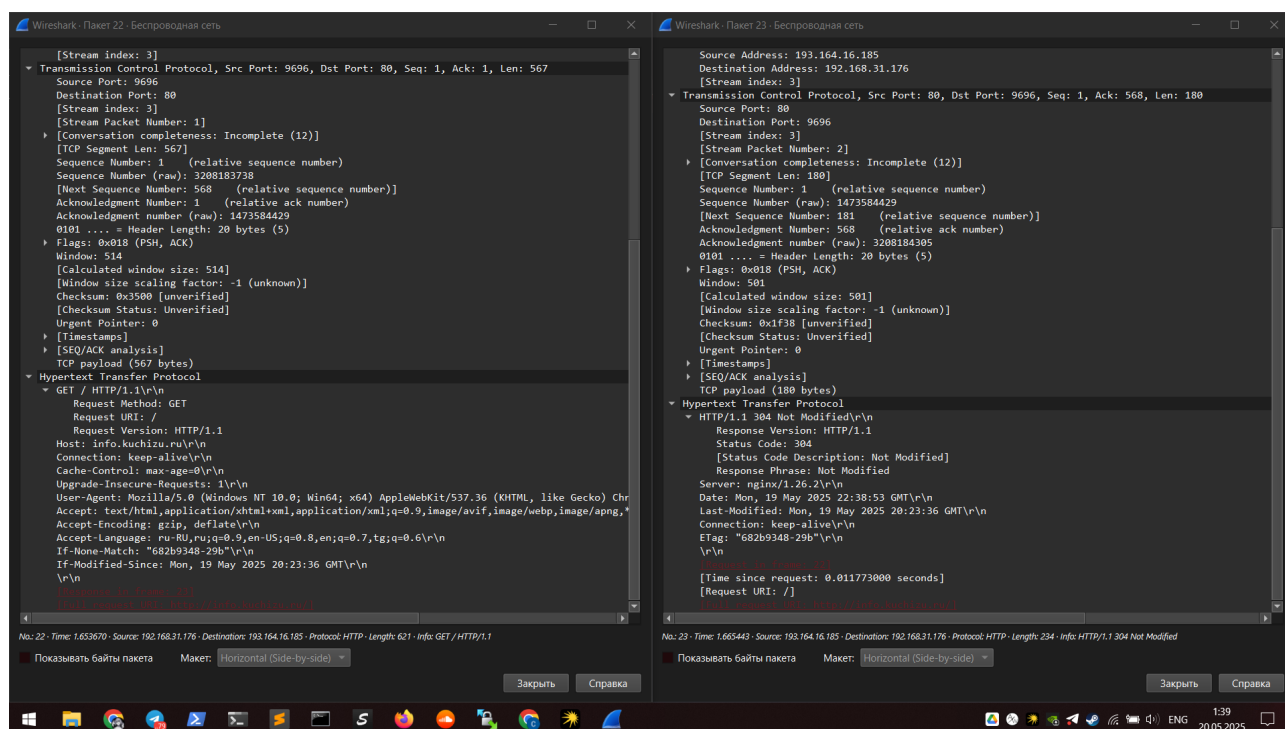 Wireshark · Пакет 22 · Беспроводная сеть
[Stream index: 3]
Transmission Control Protocol, Src Port: 9696, Dst Port: 80, Seq: 1, Ack: 1, Len: 567
Source Port: 9696
Destination Port: 80
[Stream index: 3]
[Stream Packet Number: 1]
[Conversation completeness: Incomplete (12)]
[TCP Segment Len: 567]
Sequence Number: 1    (relative sequence number)
Sequence Number (raw): 3208183738
[Next Sequence Number: 568    (relative sequence number)]
Acknowledgment Number: 1    (relative ack number)
Acknowledgment number (raw): 1473584429
0101 .... = Header Length: 20 bytes (5)
Flags: 0x018 (PSH, ACK)
Window: 514
[Calculated window size: 514]
[Window size scaling factor: -1 (unknown)]
Checksum: 0x3500 [unverified]
[Checksum Status: Unverified]
Urgent Pointer: 0
[Timestamps]
[SEQ/ACK analysis]
TCP payload (567 bytes)
Hypertext Transfer Protocol
GET / HTTP/1.1\r\n
Request Method: GET
Request URI: /
Request Version: HTTP/1.1
Host: info.kuchizu.ru\r\n
Connection: keep-alive\r\n
Cache-Control: max-age=0\r\n
Upgrade-Insecure-Requests: 1\r\n
User-Agent: Mozilla/5.0 (Windows NT 10.0; Win64; x64) AppleWebKit/537.36 (KHTML, like Gecko) Chr
Accept: text/html,application/xhtml+xml,application/xml;q=0.9,image/avif,image/webp,image/apng,*
Accept-Encoding: gzip, deflate\r\n
Accept-Language: ru-RU,ru;q=0.9,en-US;q=0.8,en;q=0.7,tg;q=0.6\r\n
If-None-Match: "682b9348-29b"\r\n
If-Modified-Since: Mon, 19 May 2025 20:23:36 GMT\r\n
\r\n
No.: 22 · Time: 1.653670 · Source: 192.168.31.176 · Destination: 193.164.16.185 · Protocol: HTTP · Length: 621 · Info: GET / HTTP/1.1
Показывать байты пакета Макет: Horizontal (Side-by-side)
Закрыть Справка
Wireshark · Пакет 23 · Беспроводная сеть
Source Address: 193.164.16.185
Destination Address: 192.168.31.176
[Stream index: 3]
Transmission Control Protocol, Src Port: 80, Dst Port: 9696, Seq: 1, Ack: 568, Len: 180
Source Port: 80
Destination Port: 9696
[Stream index: 3]
[Stream Packet Number: 2]
[Conversation completeness: Incomplete (12)]
[TCP Segment Len: 180]
Sequence Number: 1    (relative sequence number)
Sequence Number (raw): 1473584429
[Next Sequence Number: 181    (relative sequence number)]
Acknowledgment Number: 568    (relative ack number)
Acknowledgment number (raw): 3208184305
0101 .... = Header Length: 20 bytes (5)
Flags: 0x018 (PSH, ACK)
Window: 501
[Calculated window size: 501]
[Window size scaling factor: -1 (unknown)]
Checksum: 0x1f38 [unverified]
[Checksum Status: Unverified]
Urgent Pointer: 0
[Timestamps]
[SEQ/ACK analysis]
TCP payload (180 bytes)
Hypertext Transfer Protocol
HTTP/1.1 304 Not Modified\r\n
Response Version: HTTP/1.1
Status Code: 304
[Status Code Description: Not Modified]
Response Phrase: Not Modified
Server: nginx/1.26.2\r\n
Date: Mon, 19 May 2025 22:38:53 GMT\r\n
Last-Modified: Mon, 19 May 2025 20:23:36 GMT\r\n
Connection: keep-alive\r\n
ETag: "682b9348-29b"\r\n
\r\n
[Time since request: 0.011773000 seconds]
[Request URI: /]
No.: 23 · Time: 1.665443 · Source: 193.164.16.185 · Destination: 192.168.31.176 · Protocol: HTTP · Length: 234 · Info: HTTP/1.1 304 Not Modified
Показывать байты пакета Макет: Horizontal (Side-by-side)
Закрыть Справка
ENG 1:39
20.05.2025